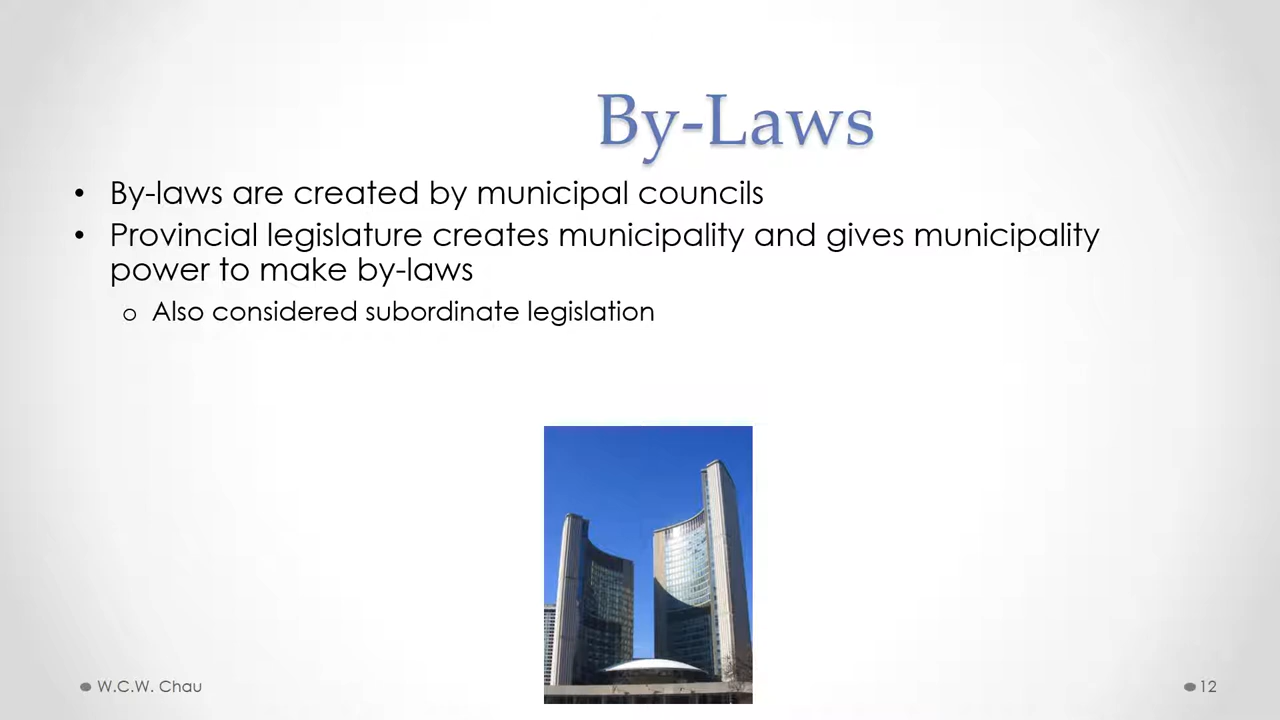 By-Laws
• By-laws are created by municipal councils
• Provincial legislature creates municipality and gives municipality
power to make by-laws
o Also considered subordinate legislation
W.C.W. Chau
12